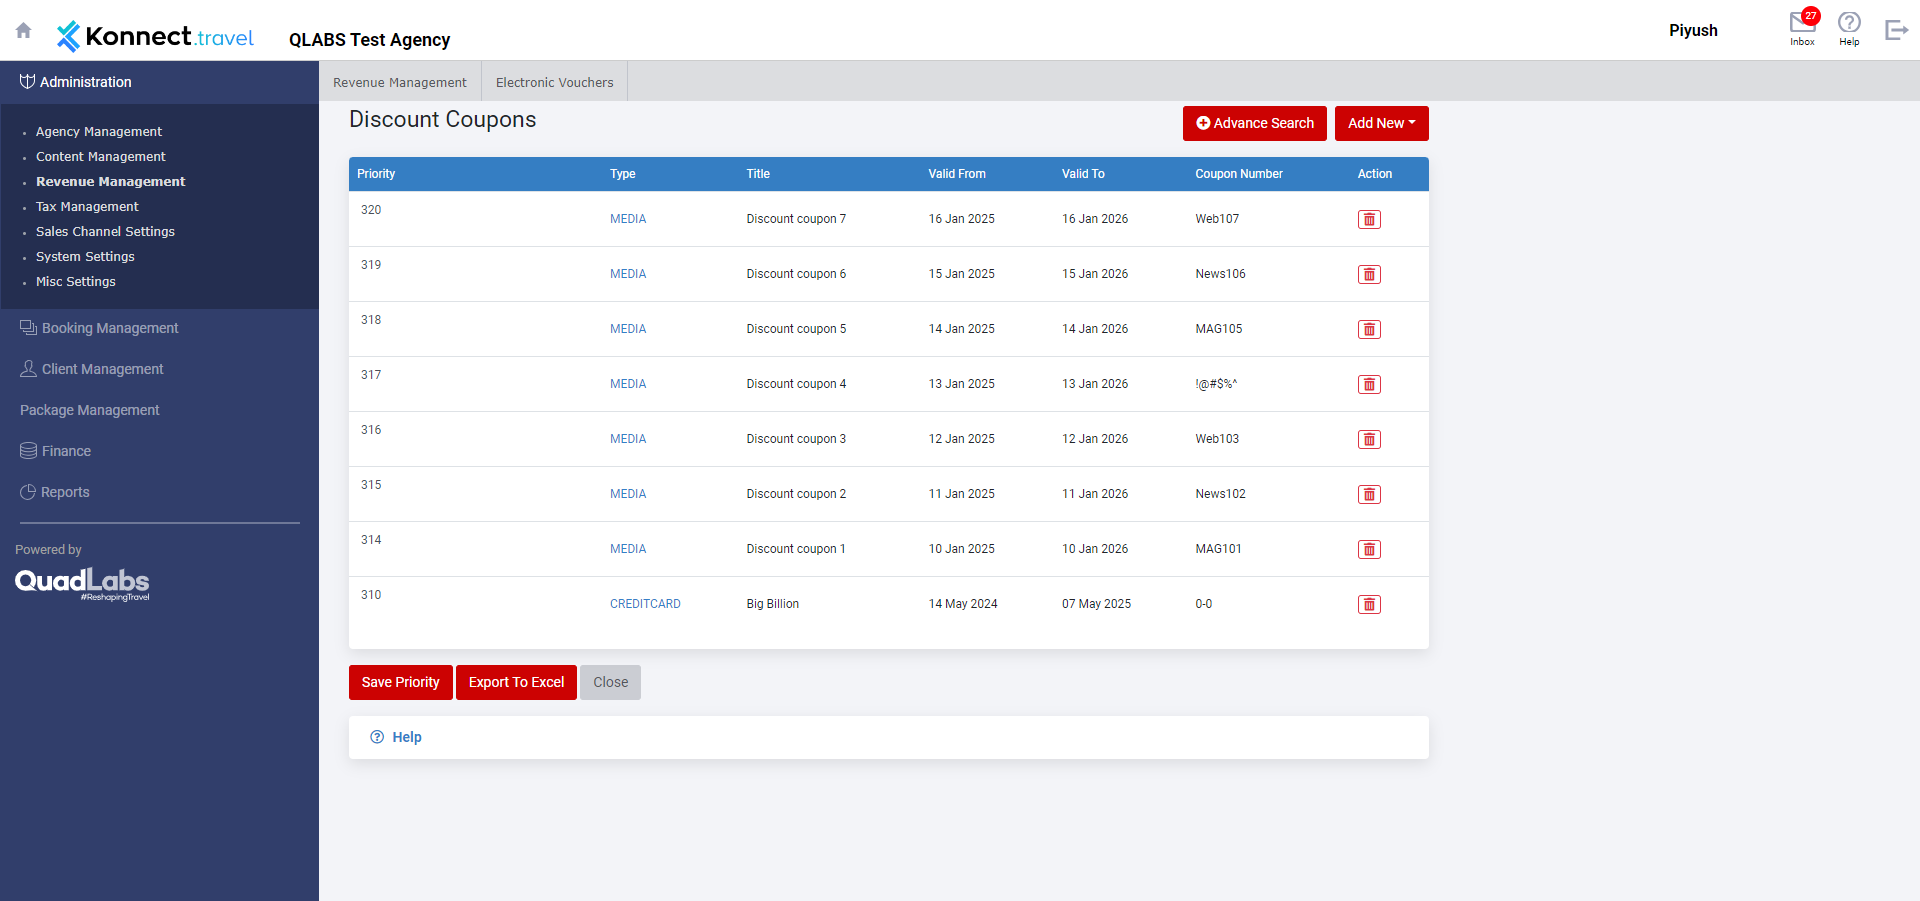 Konnect.travel
QLABS Test Agency
Piyush
27
Inbox
Help
Administration
Agency Management
Content Management
Revenue Management
Tax Management
Sales Channel Settings
System Settings
Misc Settings
Booking Management
Client Management
Package Management
Finance
Reports
Powered by
QuadLabs
#ReshapingTravel
Revenue Management Electronic Vouchers
Discount Coupons
Advance Search Add New
Priority Type Title Valid From Valid To Coupon Number Action
320 MEDIA Discount coupon 7 16 Jan 2025 16 Jan 2026 Web107
319 MEDIA Discount coupon 6 15 Jan 2025 15 Jan 2026 News106
318 MEDIA Discount coupon 5 14 Jan 2025 14 Jan 2026 MAG105
317 MEDIA Discount coupon 4 13 Jan 2025 13 Jan 2026 !@#$%^
316 MEDIA Discount coupon 3 12 Jan 2025 12 Jan 2026 Web103
315 MEDIA Discount coupon 2 11 Jan 2025 11 Jan 2026 News102
314 MEDIA Discount coupon 1 10 Jan 2025 10 Jan 2026 MAG101
310 CREDITCARD Big Billion 14 May 2024 07 May 2025 0-0
Save Priority Export To Excel Close
Help